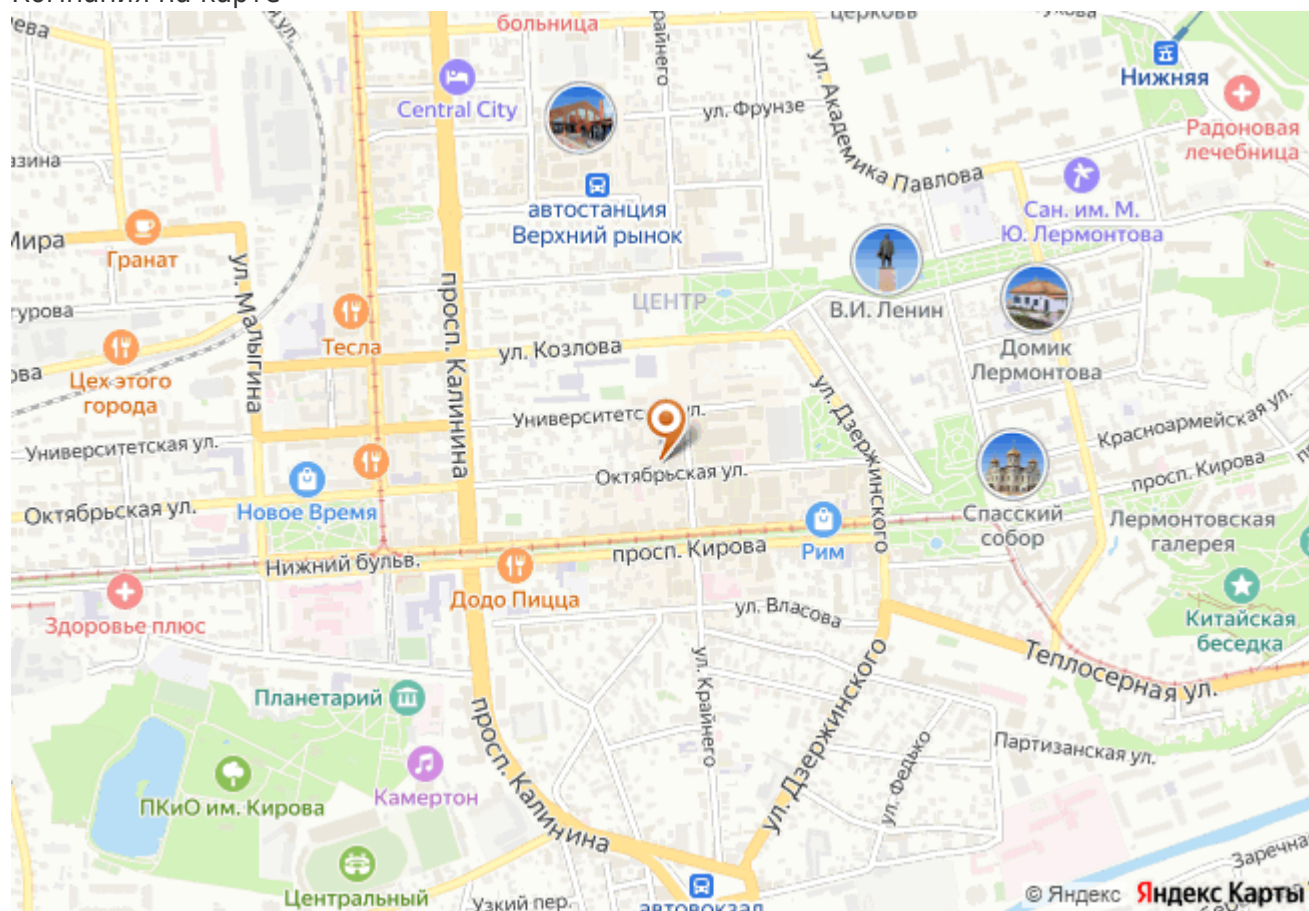 Компания на карте
больница
церковь
Нижняя
Central City
ул. Фрунзе
ул. Академика Павлова
Радоновая
лечебница
автостанция
Верхний рынок
Сан. им. М.
Ю. Лермонтова
Мира
Гранат
ул. Малыгина
просп. Калинина
ЦЕНТР
В.И. Ленин
Тесла
ул. Козлова
Домик
Лермонтова
Цех этого
города
ул. Дзержинского
Красноармейская ул.
Университетская ул.
Октябрьская ул.
просп. Кирова
Октябрьская ул.
Новое Время
Спасский
собор
Лермонтовская
галерея
Нижний бульв.
просп. Кирова
Рим
Додо Пицца
ул. Власова
Здоровье плюс
Китайская
беседка
Теплосерная ул.
ул. Крайнего
Планетарий
просп. Калинина
ул. Дзержинского
ул. Федько
Партизанская ул.
ПКиО им. Кирова
Камертон
Центральный
Узкий пер.
автовокзал
© Яндекс Яндекс Карты